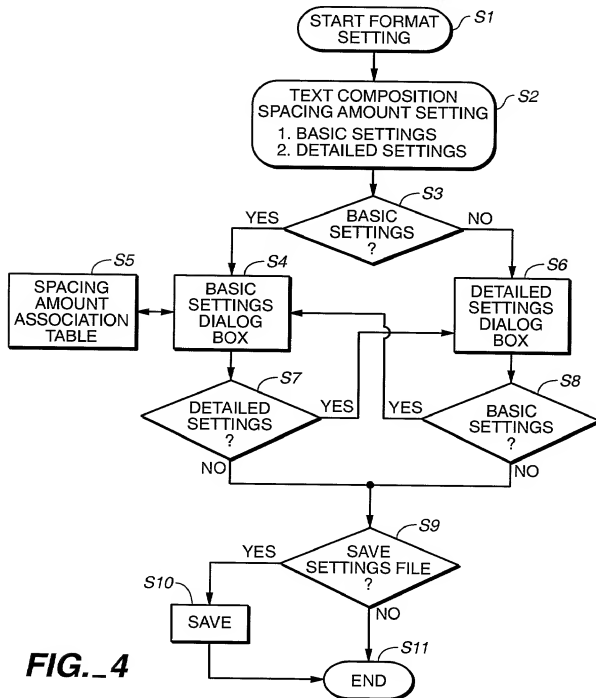 START FORMAT
SETTING
S1
TEXT COMPOSITION
SPACING AMOUNT SETTING
1. BASIC SETTINGS
2. DETAILED SETTINGS
S2
S3
YES
BASIC
SETTINGS
?
NO
S5
SPACING
AMOUNT
ASSOCIATION
TABLE
S4
BASIC
SETTINGS
DIALOG
BOX
S6
DETAILED
SETTINGS
DIALOG
BOX
S7
DETAILED
SETTINGS
?
YES
NO
S8
YES
BASIC
SETTINGS
?
NO
S9
YES
SAVE
SETTINGS FILE
?
NO
S10
SAVE
S11
END
FIG._4